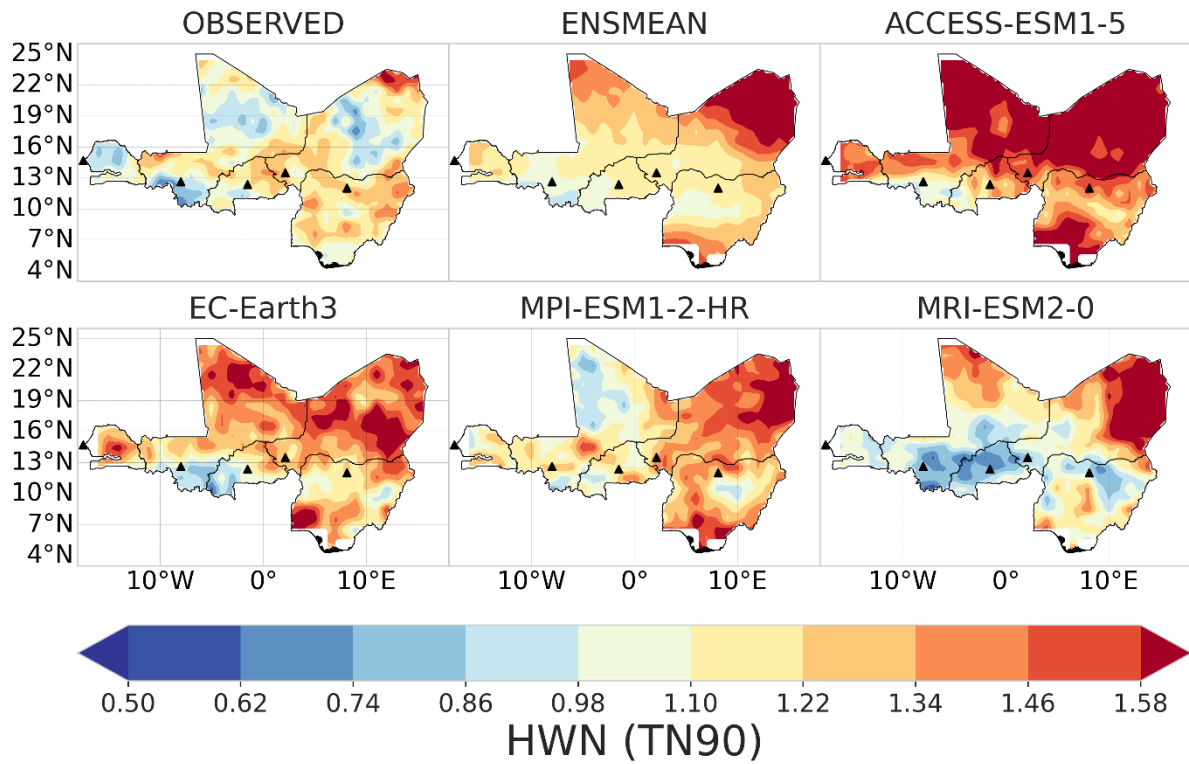 OBSERVED ENSMEAN ACCESS-ESM1-5
25°N
22°N
19°N
16°N
13°N
10°N
7°N
4°N
EC-Earth3 MPI-ESM1-2-HR MRI-ESM2-0
25°N
22°N
19°N
16°N
13°N
10°N
7°N
4°N
10°W 0° 10°E 10°W 0° 10°E 10°W 0° 10°E
0.50 0.62 0.74 0.86 0.98 1.10 1.22 1.34 1.46 1.58
HWN (TN90)